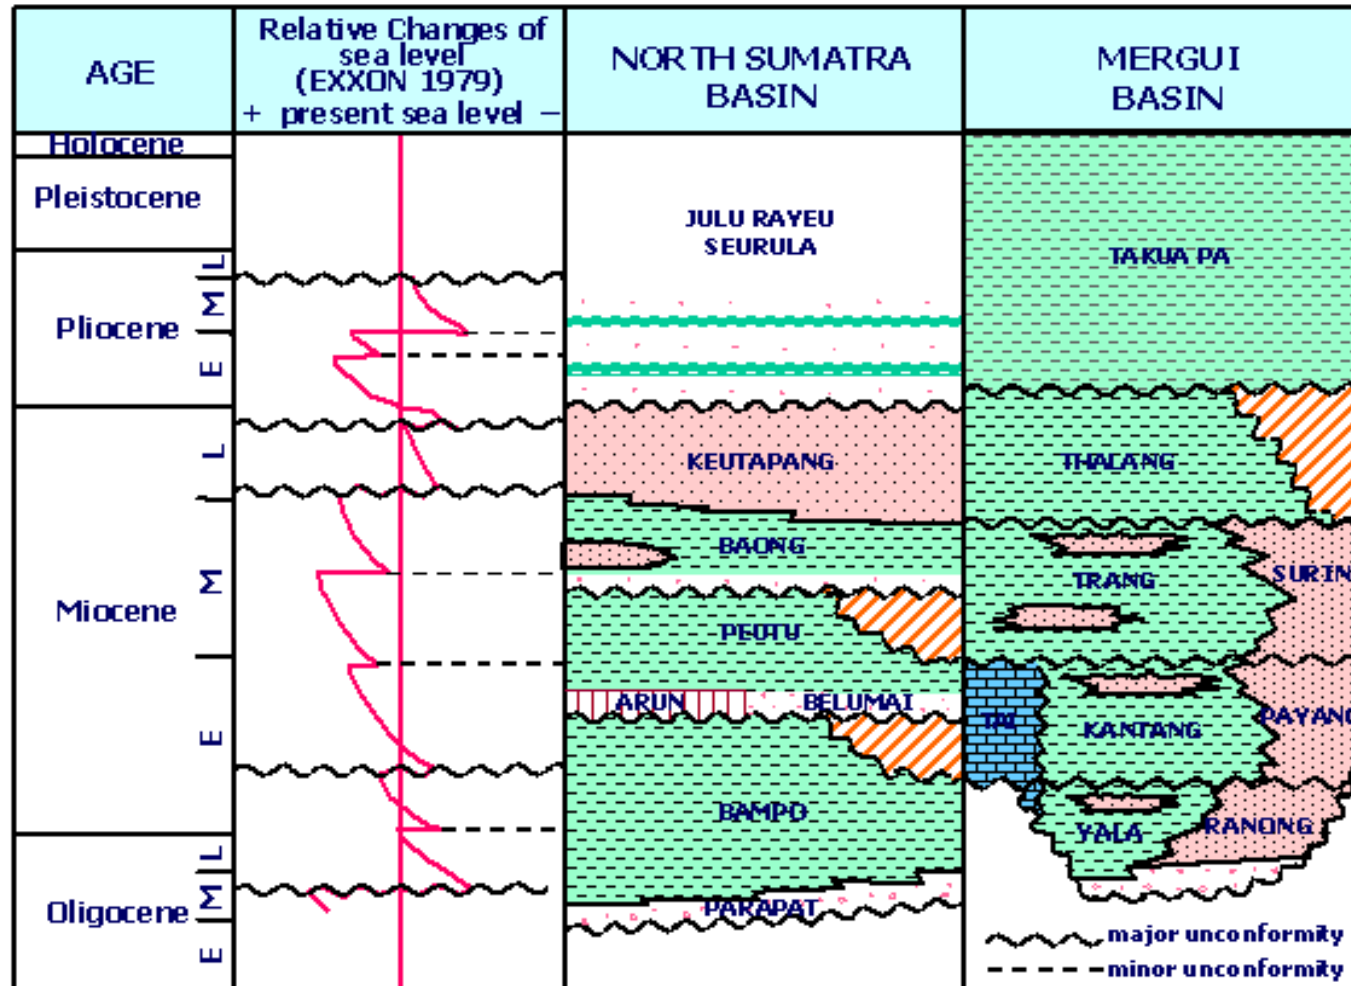 AGE
Relative Changes of
sea level
(EXXON 1979)
+ present sea level −
NORTH SUMATRA
BASIN
MERGUI
BASIN
Holocene
Pleistocene
Pliocene
L
M
E
Miocene
L
M
E
Oligocene
L
M
E
JULU RAYEU
SEURULA
KEUTAPANG
BAONG
PEUTU
ARUN
BELUMAI
BAMPO
PARAPAT
TAKUA PA
THALANG
TRANG
SURIN
TAI
KANTANG
PAYANG
YALA
RANONG
major unconformity
minor unconformity